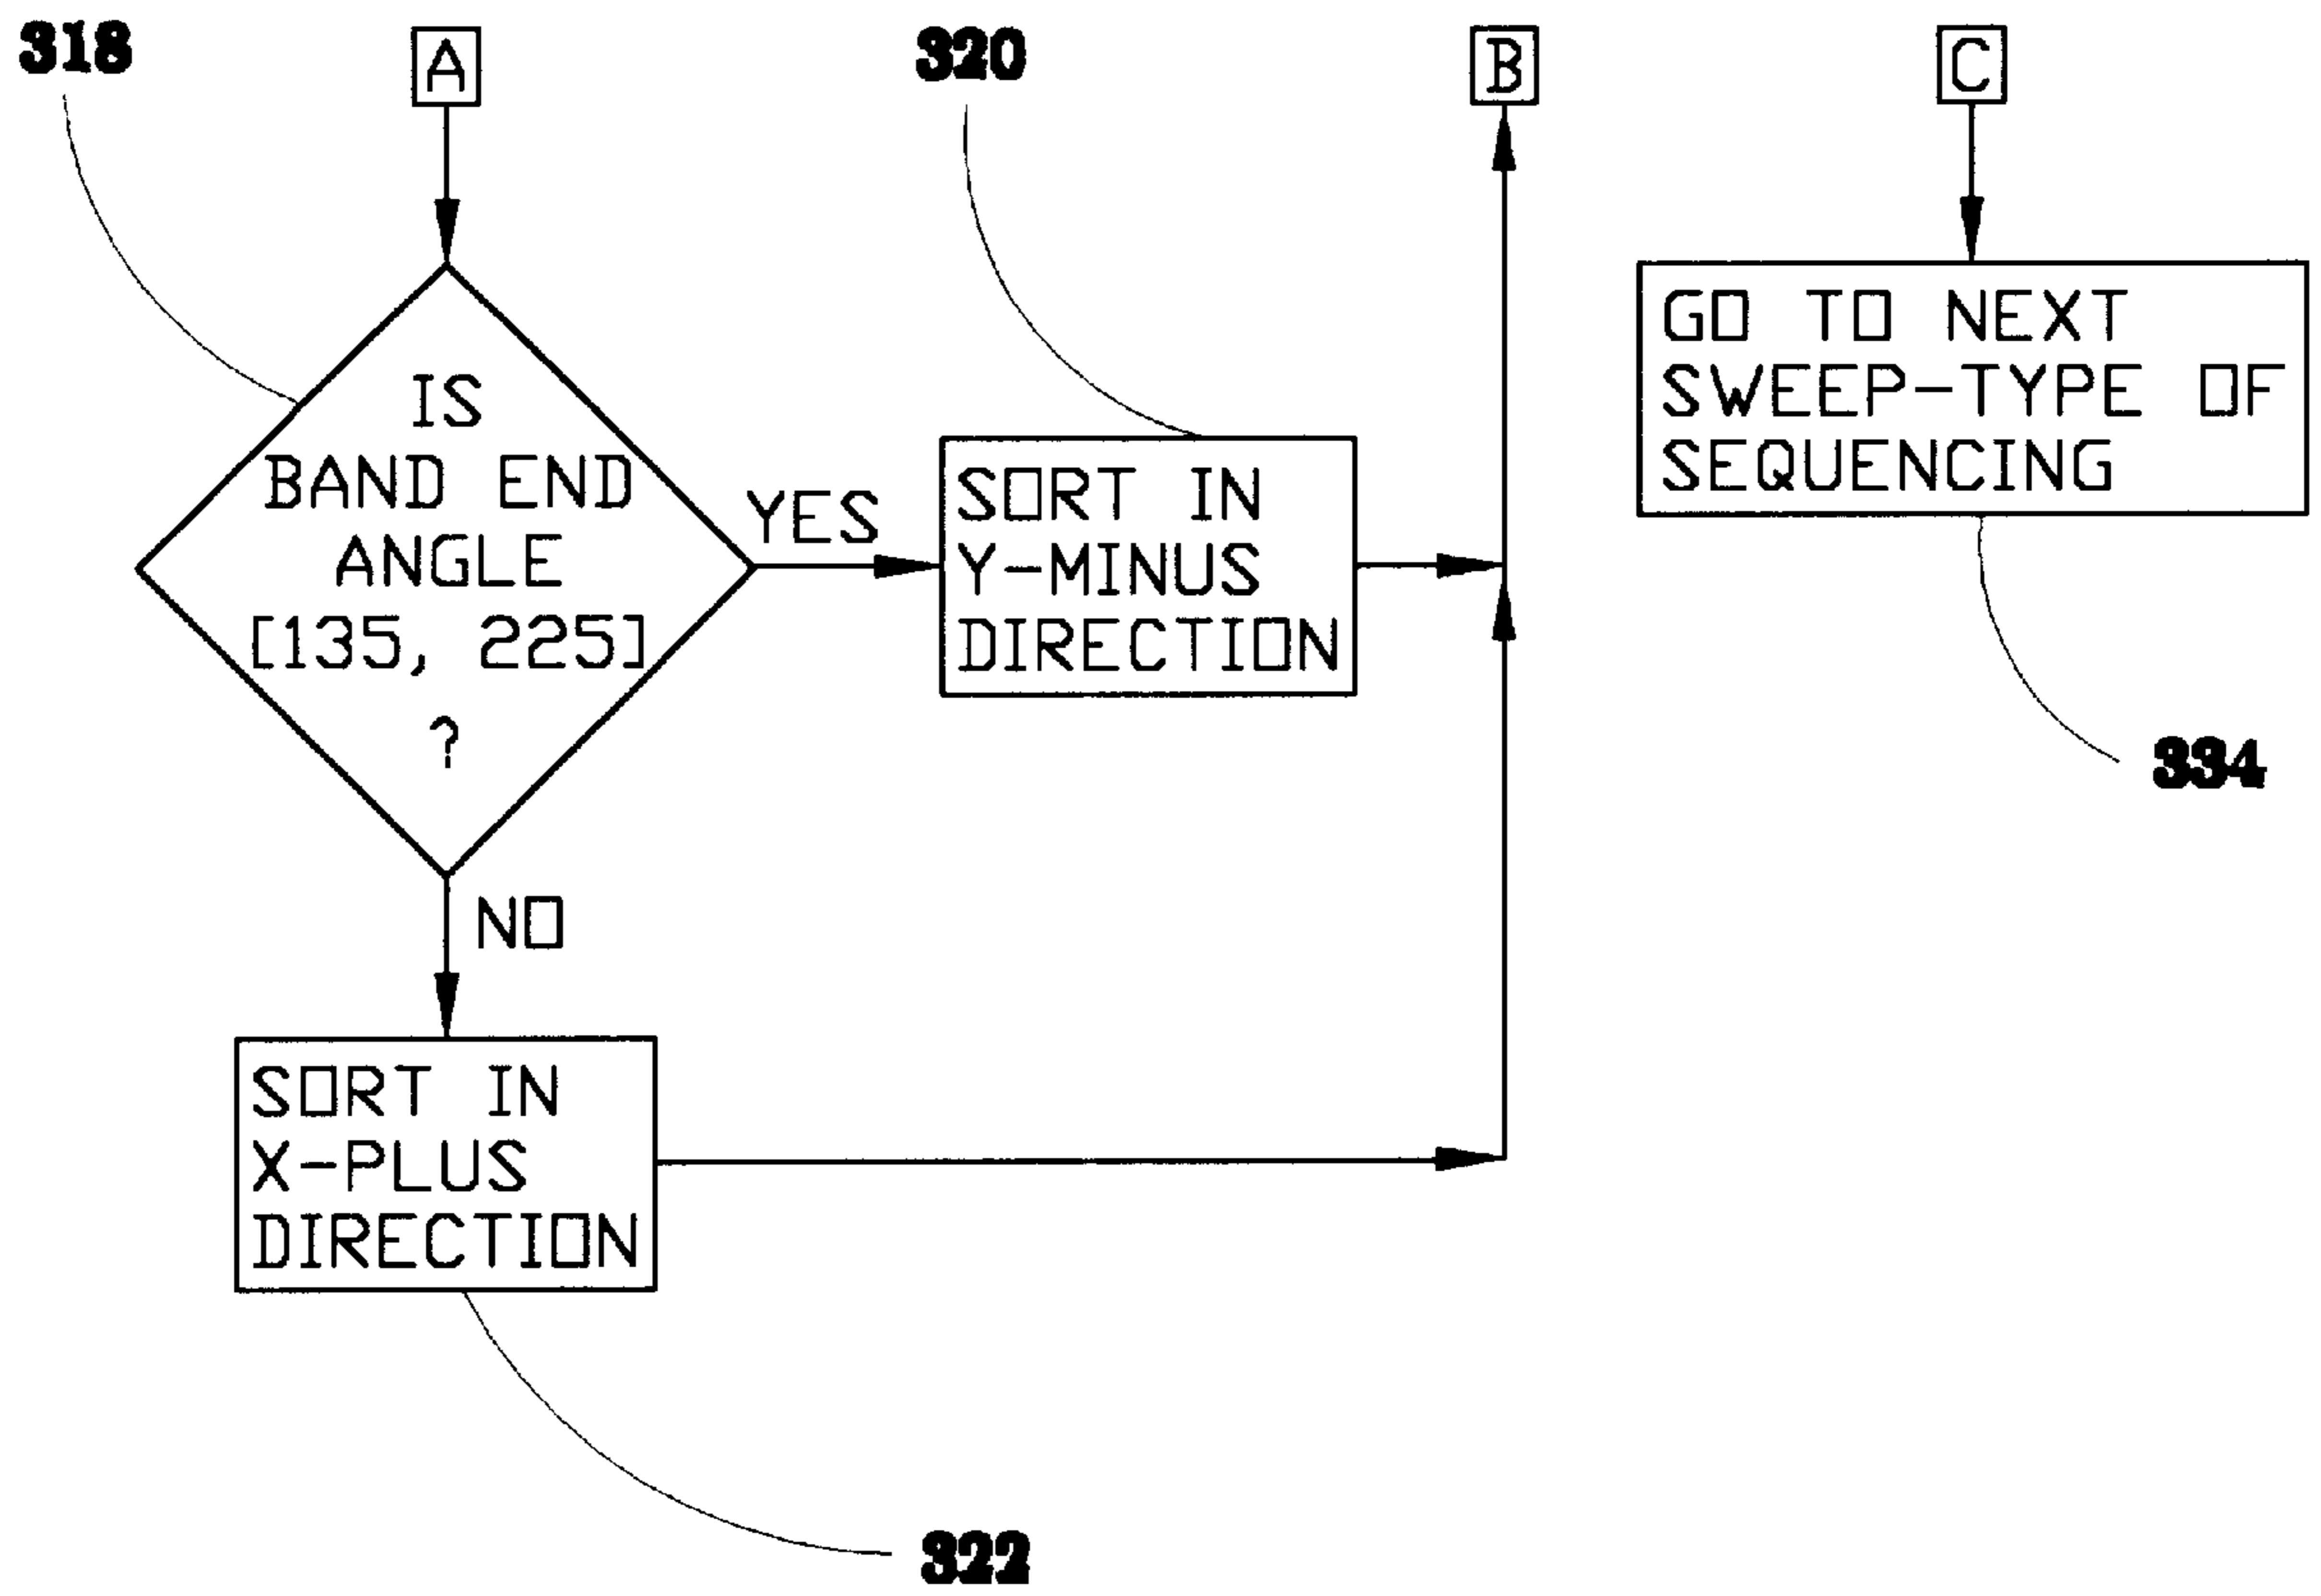 318
A
320
B
C
IS
BAND END
ANGLE
[135, 225]
?
YES
SORT IN
Y-MINUS
DIRECTION
GO TO NEXT
SWEEP-TYPE OF
SEQUENCING
334
NO
SORT IN
X-PLUS
DIRECTION
322